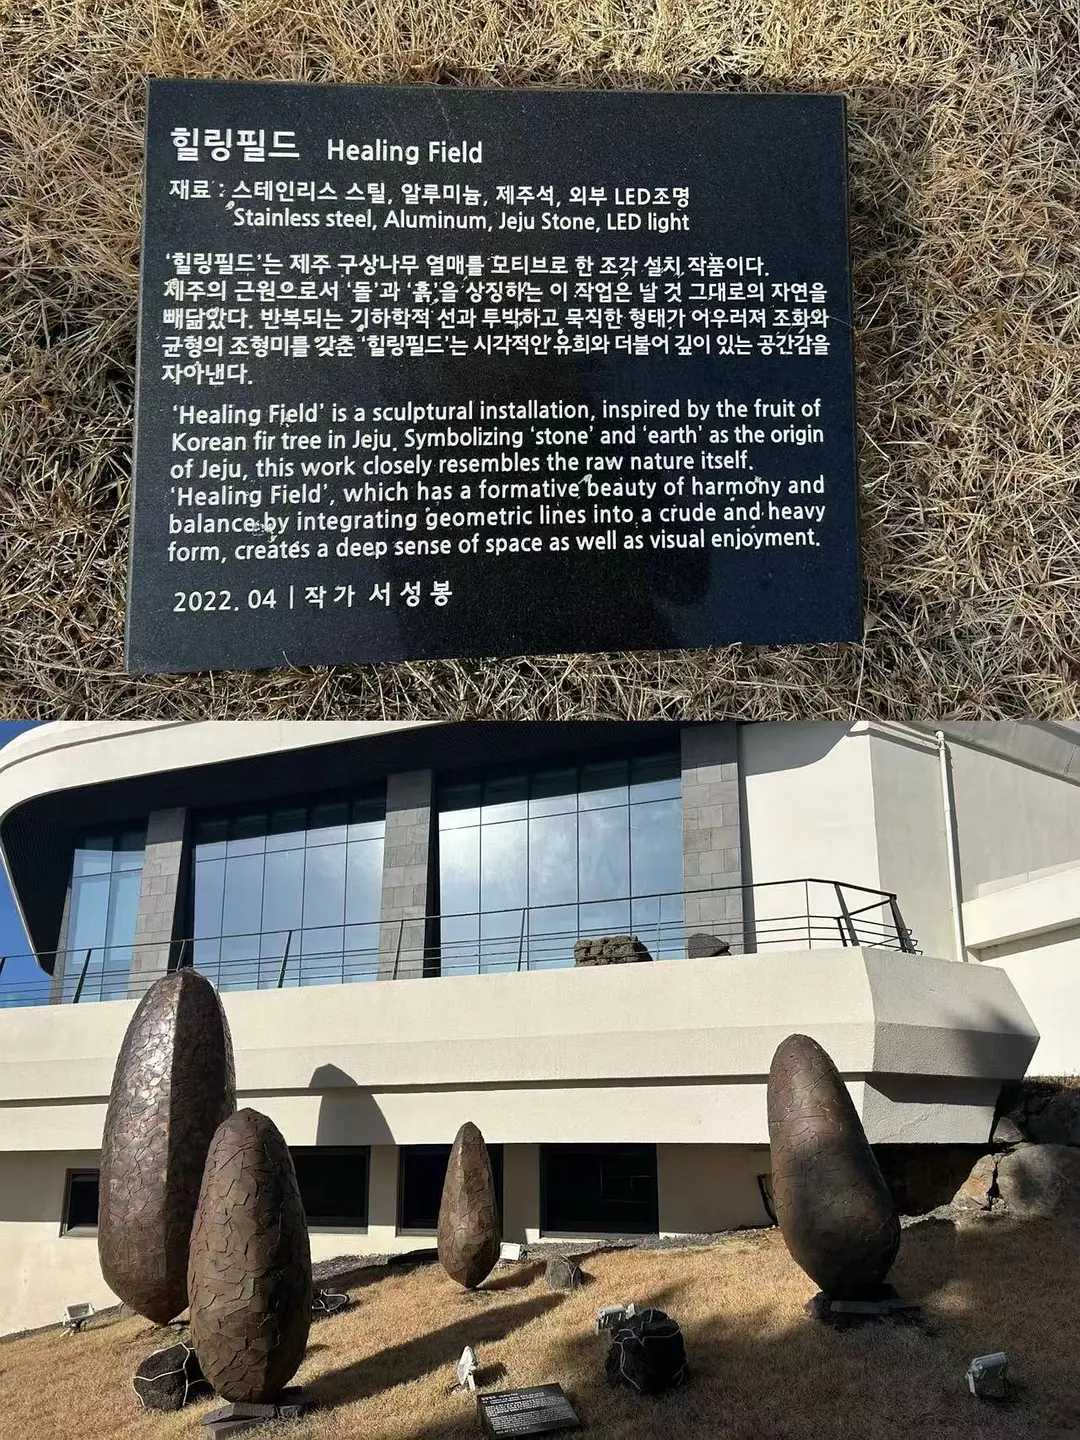 힐링필드 Healing Field
재료 : 스테인리스 스틸, 알루미늄, 제주석, 외부 LED조명
Stainless steel, Aluminum, Jeju Stone, LED light
‘힐링필드’는 제주 구상나무 열매를 모티브로 한 조각 설치 작품이다.
제주의 근원으로서 ‘돌’과 ‘흙’을 상징하는 이 작업은 날 것 그대로의 자연을
빼닮았다. 반복되는 기하학적 선과 투박하고 묵직한 형태가 어우러져 조화와
균형의 조형미를 갖춘 ‘힐링필드’는 시각적인 유희와 더불어 깊이 있는 공간감을
자아낸다.
‘Healing Field’ is a sculptural installation, inspired by the fruit of
Korean fir tree in Jeju. Symbolizing ‘stone’ and ‘earth’ as the origin
of Jeju, this work closely resembles the raw nature itself.
‘Healing Field’, which has a formative beauty of harmony and
balance by integrating geometric lines into a crude and heavy
form, creates a deep sense of space as well as visual enjoyment.
2022. 04 | 작가 서성봉